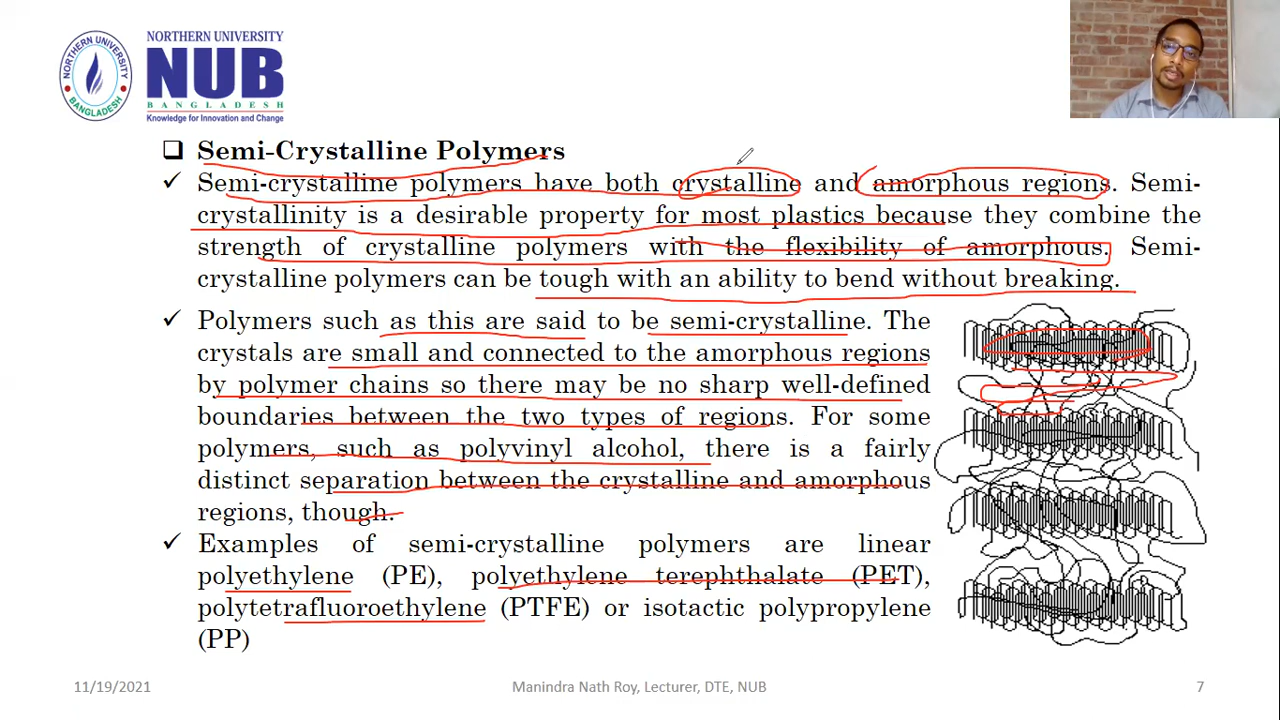 NORTHERN UNIVERSITY
NUB
BANGLADESH
Knowledge for Innovation and Change
NORTHERN UNIVERSITY
BANGLADESH
Semi-Crystalline Polymers
Semi-crystalline polymers have both crystalline and amorphous regions. Semi-
crystallinity is a desirable property for most plastics because they combine the
strength of crystalline polymers with the flexibility of amorphous. Semi-
crystalline polymers can be tough with an ability to bend without breaking.
Polymers such as this are said to be semi-crystalline. The
crystals are small and connected to the amorphous regions
by polymer chains so there may be no sharp well-defined
boundaries between the two types of regions. For some
polymers, such as polyvinyl alcohol, there is a fairly
distinct separation between the crystalline and amorphous
regions, though.
Examples of semi-crystalline polymers are linear
polyethylene (PE), polyethylene terephthalate (PET),
polytetrafluoroethylene (PTFE) or isotactic polypropylene
(PP)
11/19/2021
Manindra Nath Roy, Lecturer, DTE, NUB
7